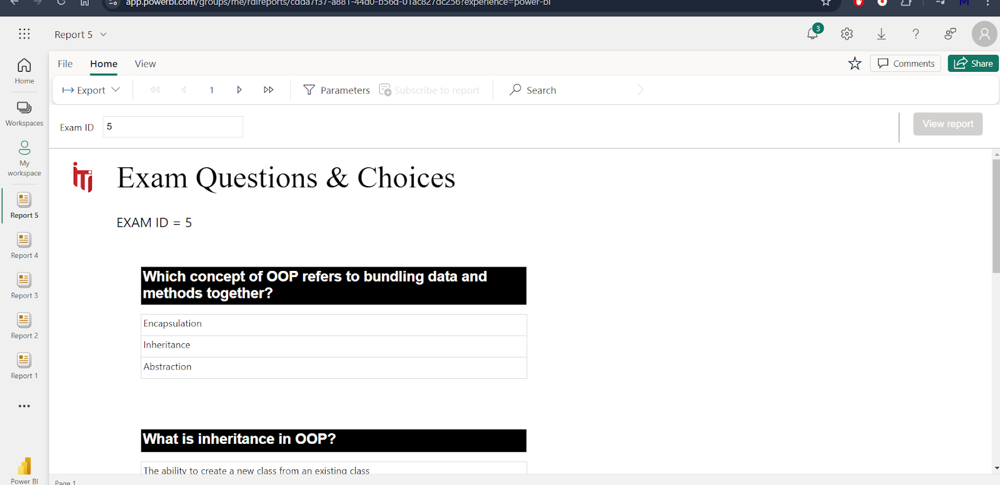 app.powerbi.com/groups/me/rdlreports/cdda7f37-a881-44d0-b56d-01ac827dc256?experience=power-bi
M
Report 5
3
File Home View
Comments
Share
Export
1
Parameters
Subscribe to report
Search
Home
Workspaces
My
workspace
Report 5
Report 4
Report 3
Report 2
Report 1
Power BI
Exam ID
5
View report
iTi
Exam Questions & Choices
EXAM ID = 5
Which concept of OOP refers to bundling data and
methods together?
Encapsulation
Inheritance
Abstraction
What is inheritance in OOP?
The ability to create a new class from an existing class
Page 1